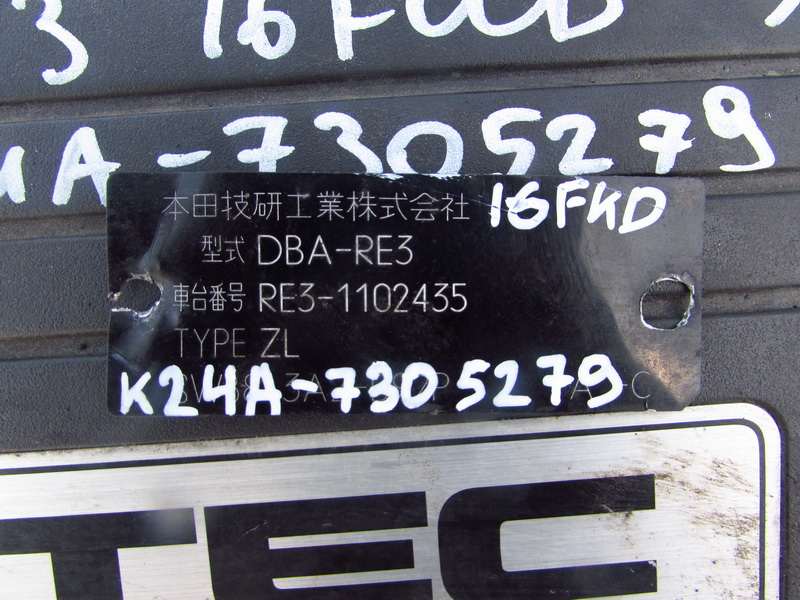 3 16FKD
A-7305279
本田技研工業株式会社 16FKD
型式 DBA-RE3
車台番号 RE3-1102435
TYPE ZL
K24A-7305279
TEC